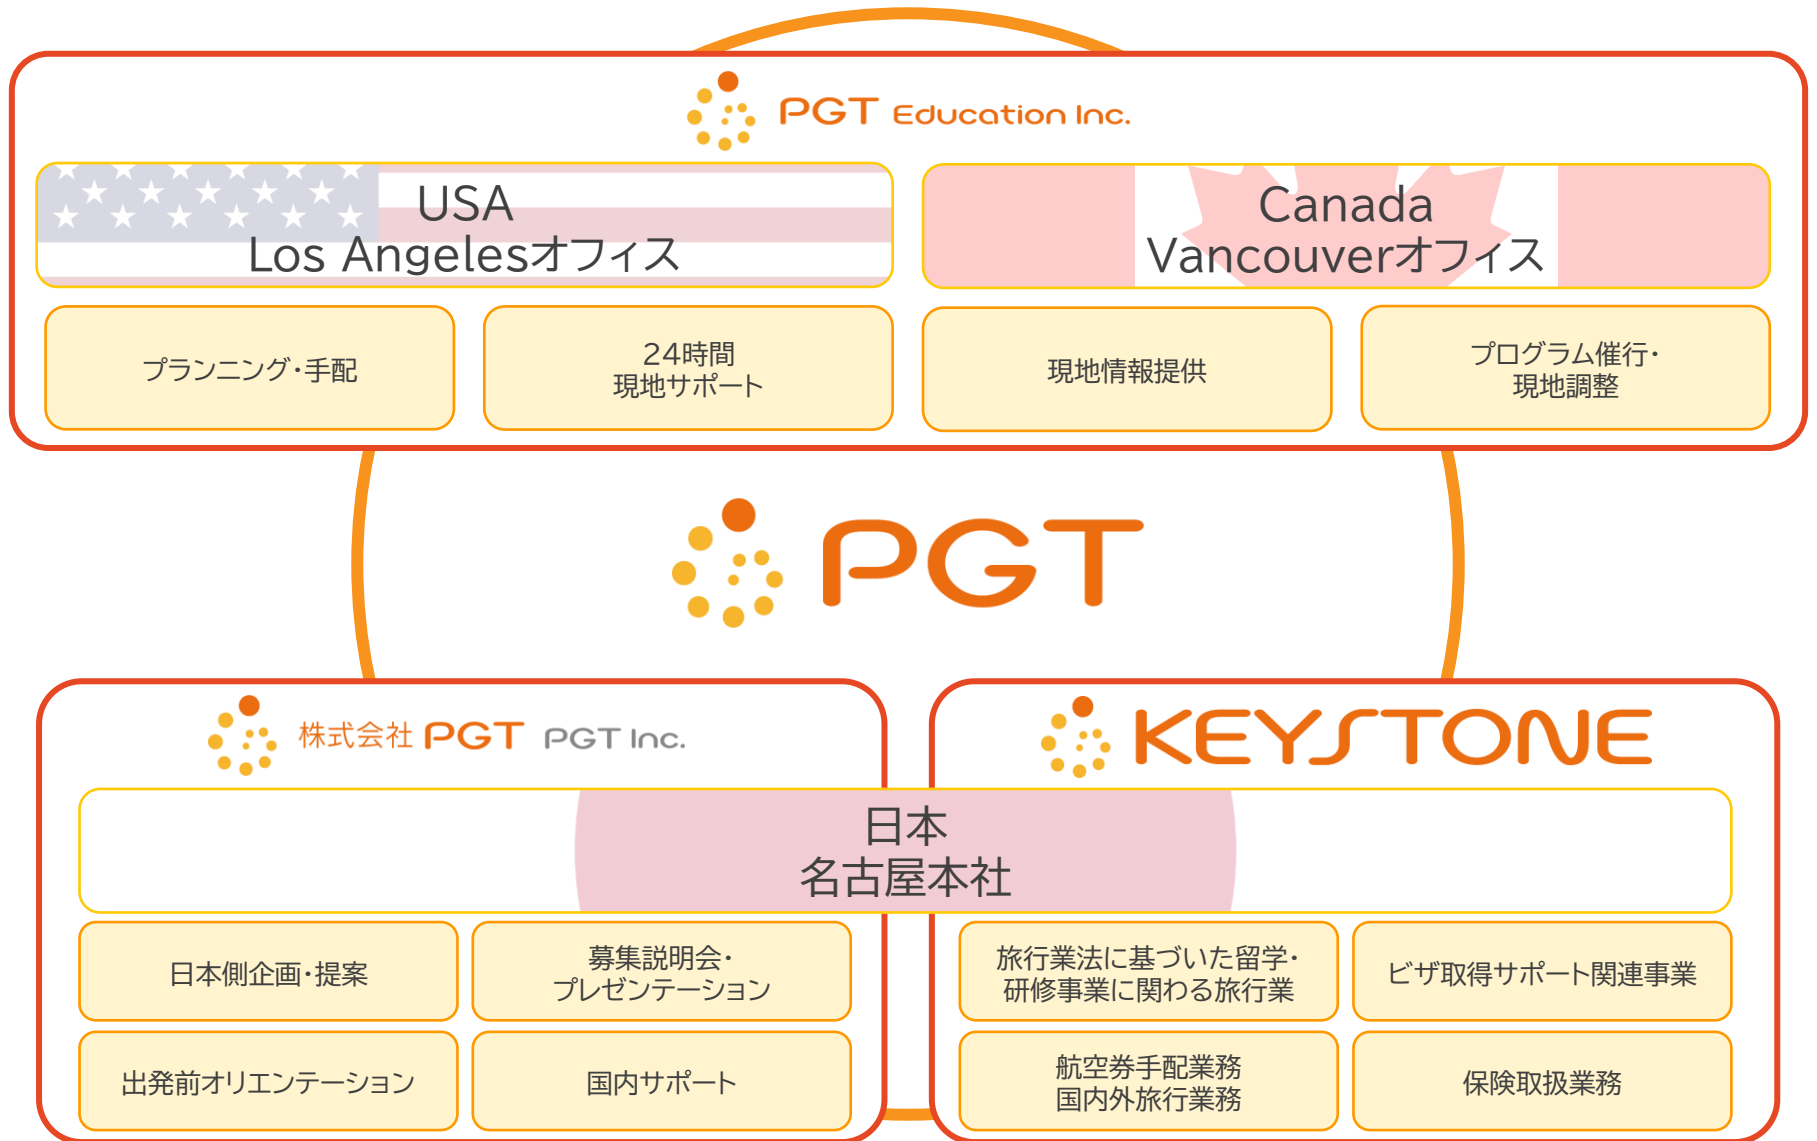 PGT Education Inc.
USA
Los Angelesオフィス
Canada
Vancouverオフィス
プランニング・手配
24時間
現地サポート
現地情報提供
プログラム催行・
現地調整
PGT
株式会社 PGT PGT Inc.
KEYSTONE
日本
名古屋本社
日本側企画・提案
募集説明会・
プレゼンテーション
旅行業法に基づいた留学・
研修事業に関わる旅行業
ビザ取得サポート関連事業
出発前オリエンテーション
国内サポート
航空券手配業務
国内外旅行業務
保険取扱業務